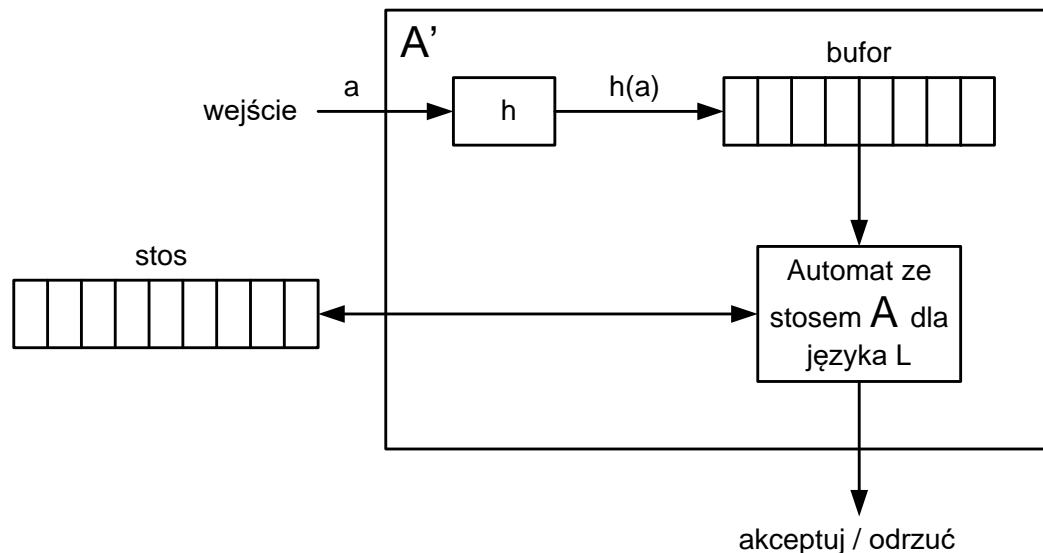 A’
bufor
a
h(a)
wejście
h
stos
Automat ze
stosem A dla
języka L
akceptuj / odrzuć